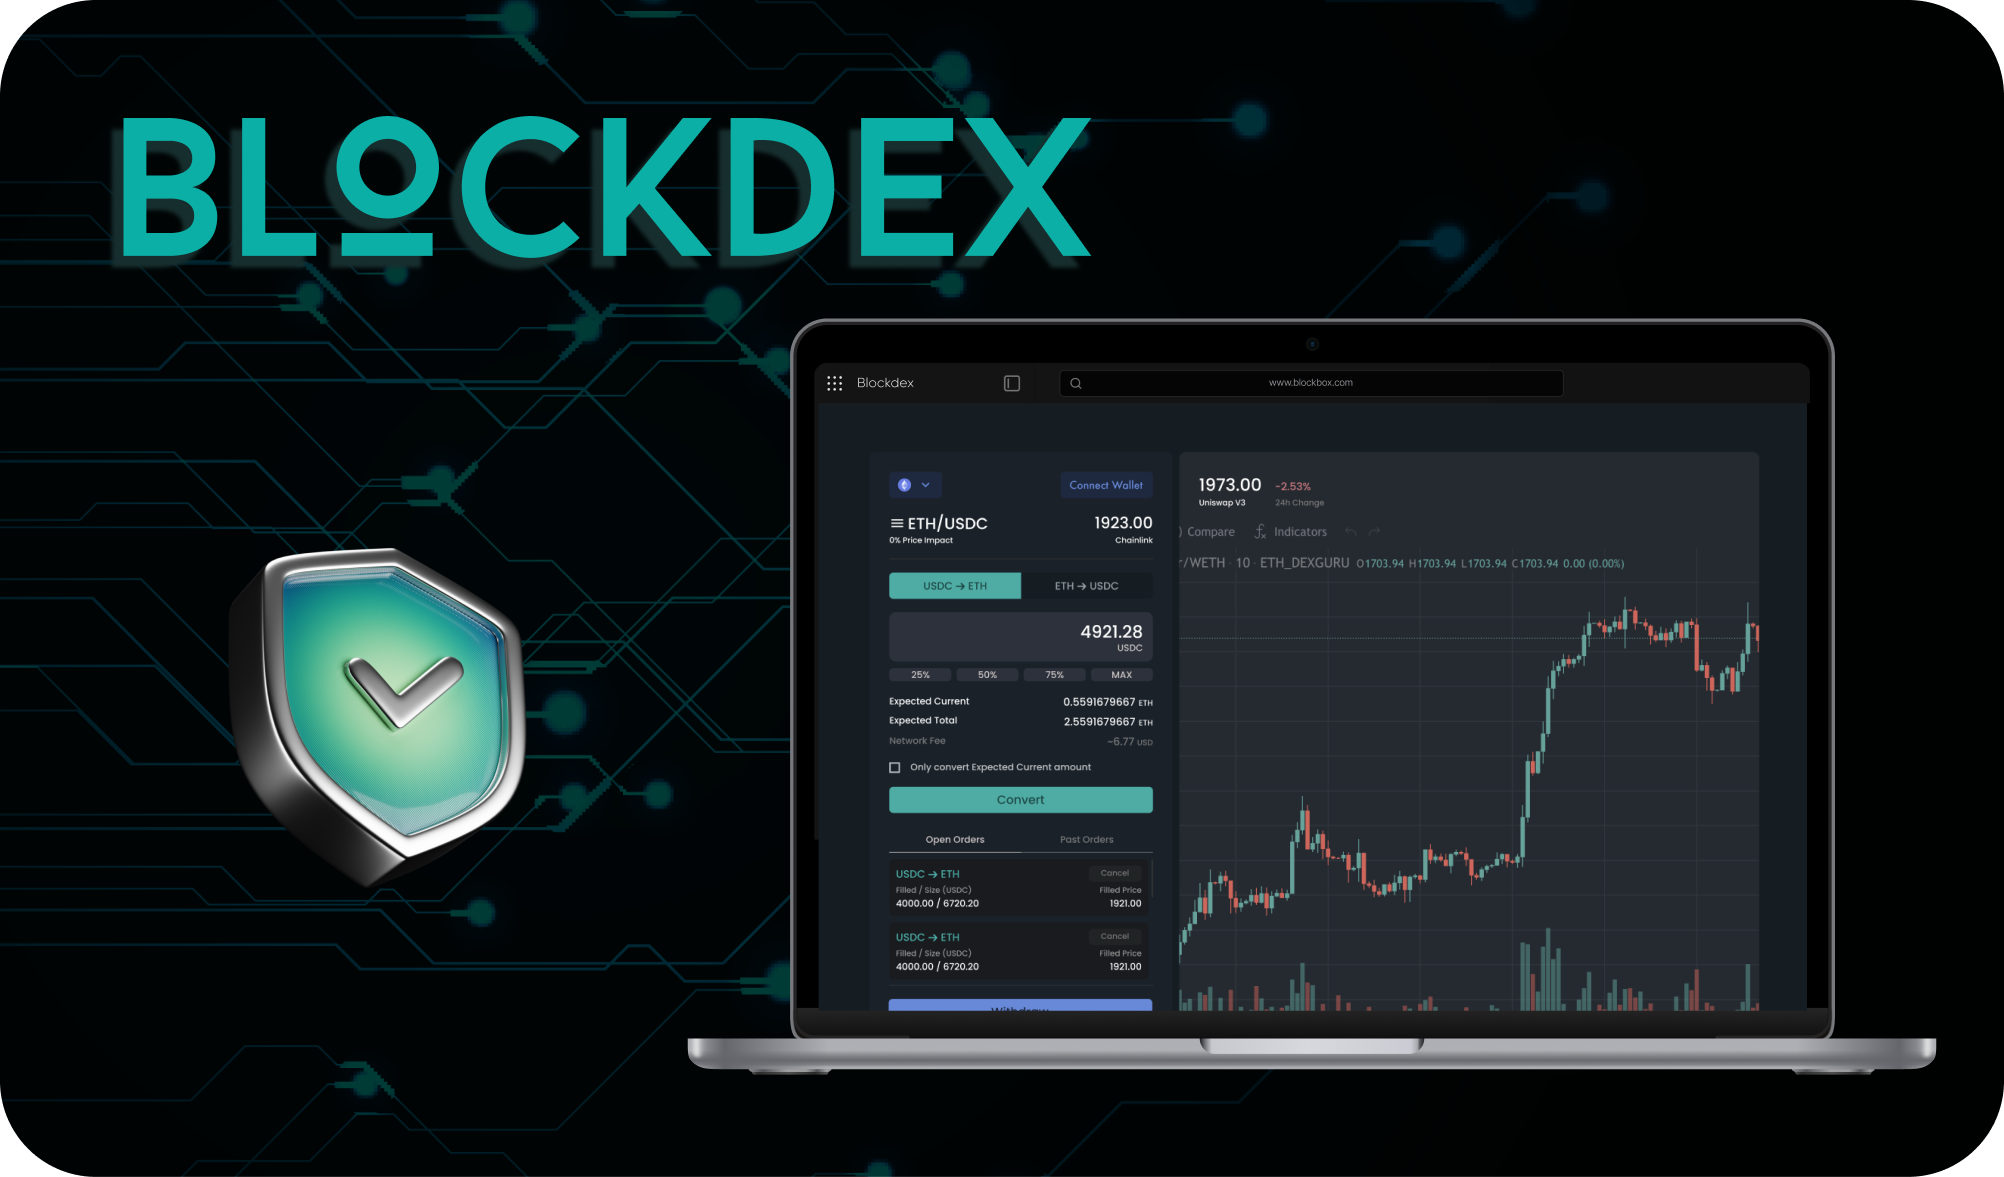 BLOCKDEX
Blockdex
www.blockbox.com
Connect Wallet
ETH/USDC
1923.00
0% Price Impact
Chainlink
USDC → ETH
ETH → USDC
4921.28
USDC
25%
50%
75%
MAX
Expected Current
0.5591679667 ETH
Expected Total
2.5591679667 ETH
Network Fee
~6.77 USD
Only convert Expected Current amount
Convert
Open Orders
Past Orders
USDC → ETH
Cancel
Filled / Size (USDC)
Filled Price
4000.00 / 6720.20
1921.00
USDC → ETH
Cancel
Filled / Size (USDC)
Filled Price
4000.00 / 6720.20
1921.00
Withdraw
1973.00
-2.53%
Uniswap V3
24h Change
Compare
Indicators
r/WETH · 10 · ETH_DEXGURU O1703.94 H1703.94 L1703.94 C1703.94 0.00 (0.00%)